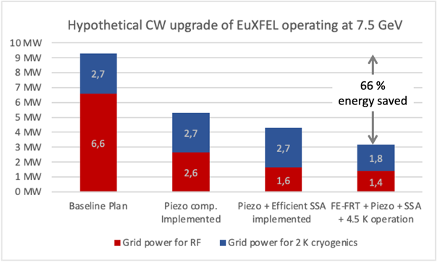 Hypothetical CW upgrade of EuXFEL operating at 7.5 GeV
10 MW
9 MW
8 MW
7 MW
6 MW
5 MW
4 MW
3 MW
2 MW
1 MW
0 MW
2,7
6,6
2,7
2,6
2,7
1,6
66 %
energy saved
1,8
1,4
Baseline Plan
Piezo comp.
Implemented
Piezo + Efficient SSA
implemented
FE-FRT + Piezo + SSA
+ 4.5 K operation
Grid power for RF
Grid power for 2 K cryogenics